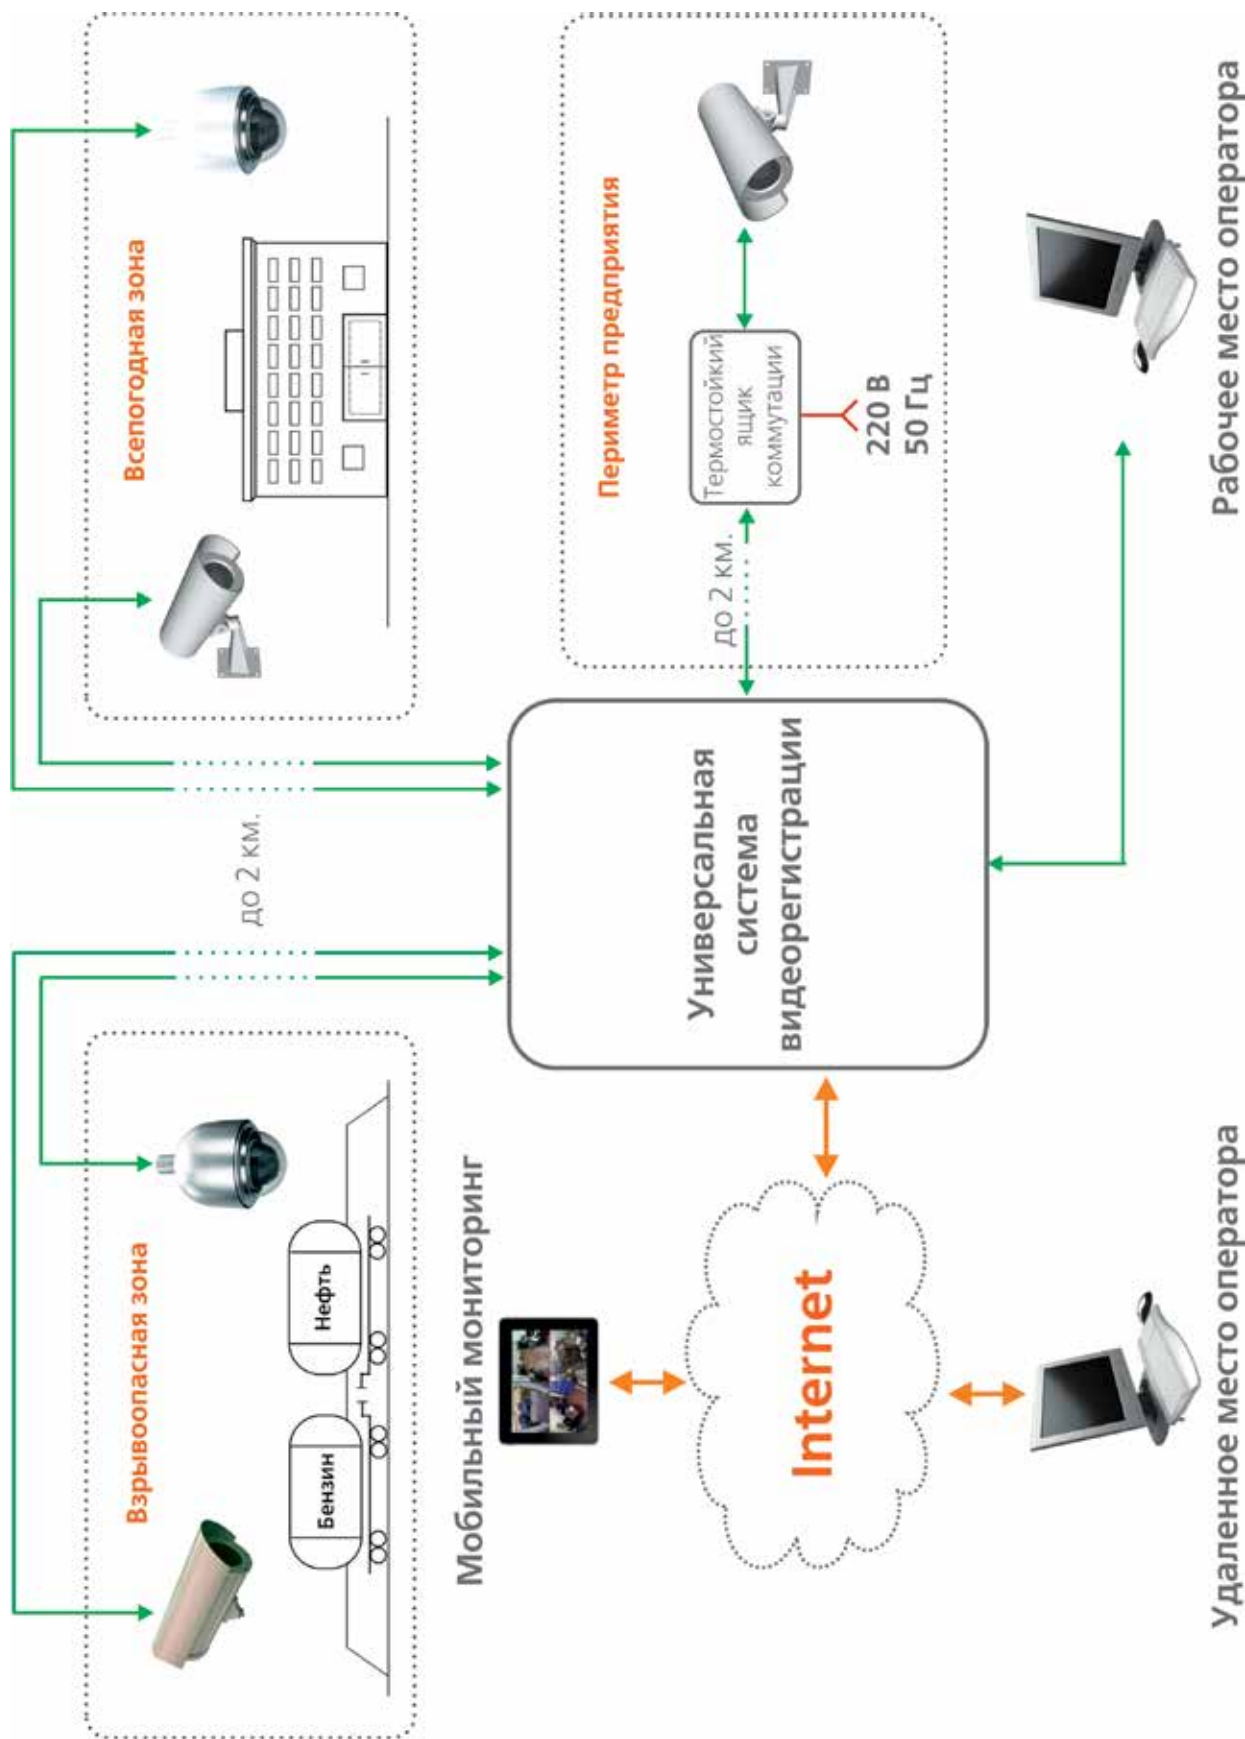 Взрывоопасная зона
Бензин
Нефть
до 2 км.
Всепогодная зона
Мобильный мониторинг
Internet
Универсальная
система
видеорегистрации
до 2 км.
Периметр предприятия
Термостойкий
ящик
коммутации
220 В
50 Гц
Удаленное место оператора
Рабочее место оператора